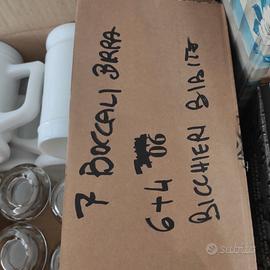 7 BOCCALI BIRRA
6+4
BICCHIERI BIBITE
Subito